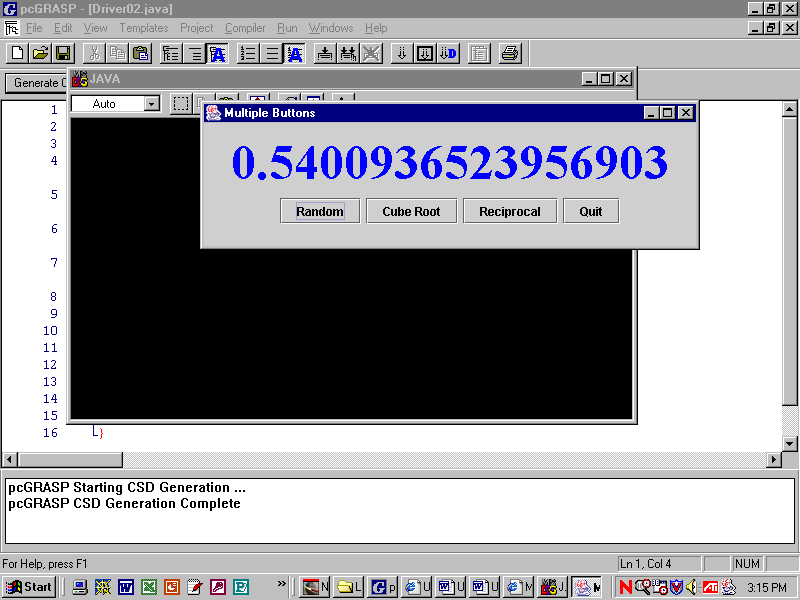 pcGRASP - [Driver02.java]
File Edit View Templates Project Compiler Run Windows Help
Generate
JAVA
Auto
Multiple Buttons
0.5400936523956903
Random Cube Root Reciprocal Quit
1
2
3
4
5
6
7
8
9
10
11
12
13
14
15
16 }
pcGRASP Starting CSD Generation ...
pcGRASP CSD Generation Complete
For Help, press F1 Ln 1, Col 4 NUM
Start » N L p U U U M J M 3:15 PM